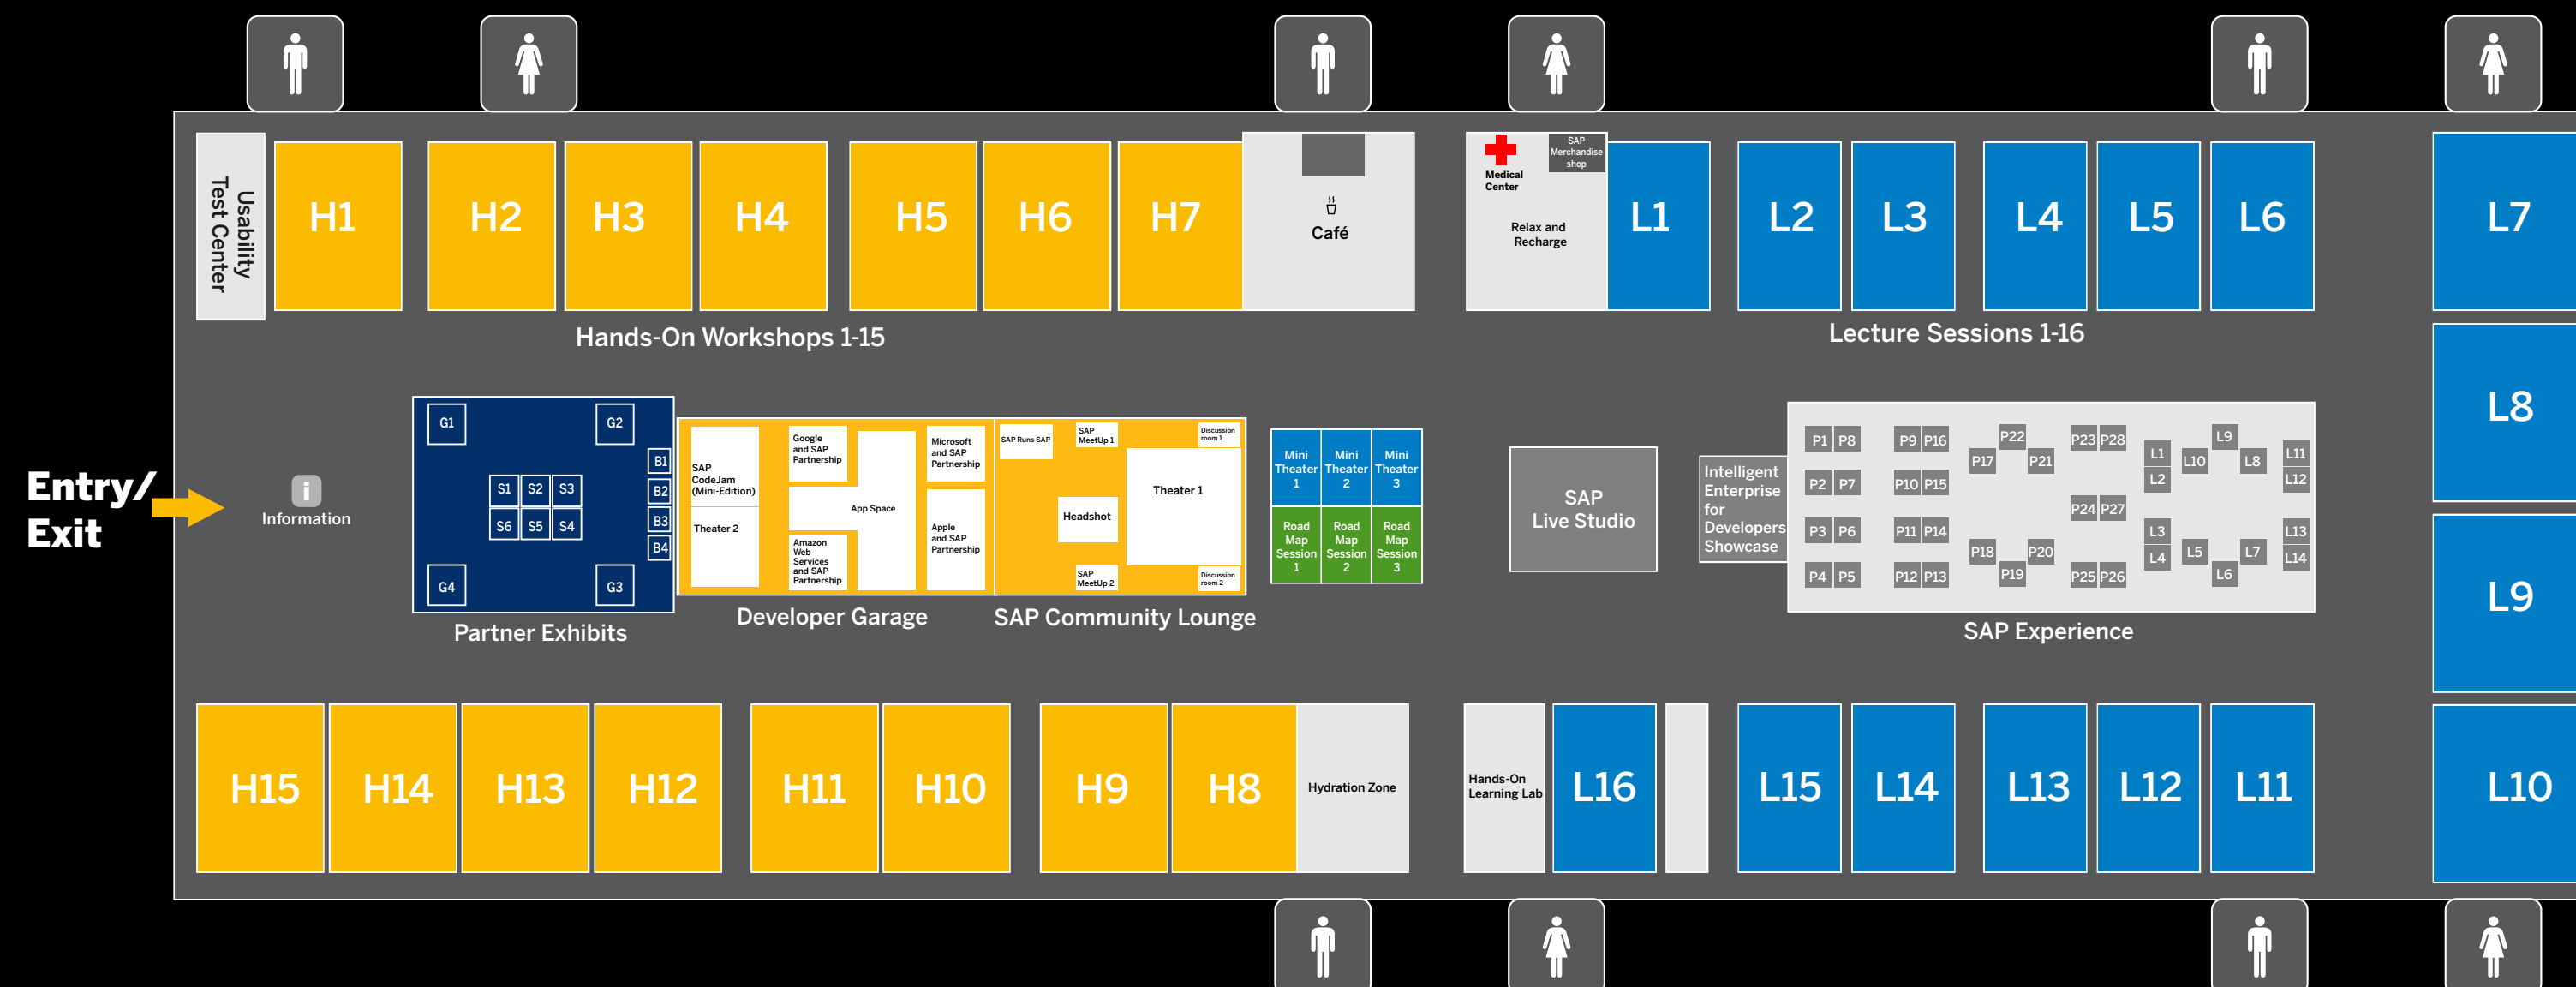 Usability
Test Center
H1
H2
H3
H4
H5
H6
H7
Café
Medical
Center
SAP
Merchandise
shop
Relax and
Recharge
L1
L2
L3
L4
L5
L6
L7
Hands-On Workshops 1-15
Lecture Sessions 1-16
L8
L9
L10
Entry/
Exit
i
Information
G1
G2
B1
B2
B3
B4
S1
S2
S3
S6
S5
S4
G4
G3
Partner Exhibits
SAP
CodeJam
(Mini-Edition)
Theater 2
Google
and SAP
Partnership
App Space
Amazon
Web
Services
and SAP
Partnership
Microsoft
and SAP
Partnership
Apple
and SAP
Partnership
Developer Garage
SAP Runs SAP
SAP
MeetUp 1
Discussion
room 1
Theater 1
Headshot
SAP
MeetUp 2
Discussion
room 2
SAP Community Lounge
Mini
Theater
1
Mini
Theater
2
Mini
Theater
3
Road
Map
Session
1
Road
Map
Session
2
Road
Map
Session
3
SAP
Live Studio
Intelligent
Enterprise
for
Developers
Showcase
P1
P8
P9
P16
P22
P23
P28
L9
P17
P21
L1
L10
L8
L11
P2
P7
P10
P15
L2
L12
P24
P27
P3
P6
P11
P14
L3
L13
P18
P20
L4
L5
L7
L14
P4
P5
P12
P13
P19
P25
P26
L6
SAP Experience
H15
H14
H13
H12
H11
H10
H9
H8
Hydration Zone
Hands-On
Learning Lab
L16
L15
L14
L13
L12
L11